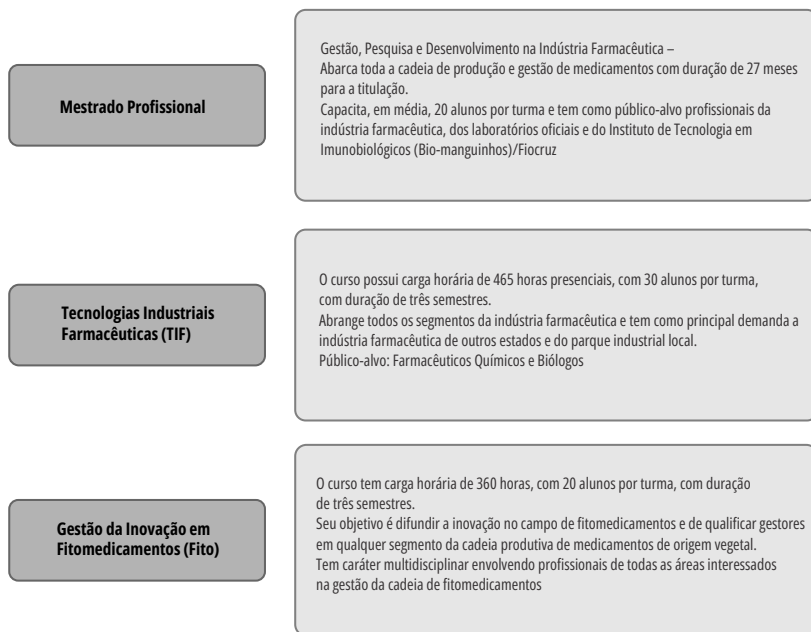 Mestrado Profissional
Gestão, Pesquisa e Desenvolvimento na Indústria Farmacêutica –
Abarca toda a cadeia de produção e gestão de medicamentos com duração de 27 meses
para a titulação.
Capacita, em média, 20 alunos por turma e tem como público-alvo profissionais da
indústria farmacêutica, dos laboratórios oficiais e do Instituto de Tecnologia em
Imunobiológicos (Bio-manguinhos)/Fiocruz
Tecnologias Industriais
Farmacêuticas (TIF)
O curso possui carga horária de 465 horas presenciais, com 30 alunos por turma,
com duração de três semestres.
Abrange todos os segmentos da indústria farmacêutica e tem como principal demanda a
indústria farmacêutica de outros estados e do parque industrial local.
Público-alvo: Farmacêuticos Químicos e Biólogos
Gestão da Inovação em
Fitomedicamentos (Fito)
O curso tem carga horária de 360 horas, com 20 alunos por turma, com duração
de três semestres.
Seu objetivo é difundir a inovação no campo de fitomedicamentos e de qualificar gestores
em qualquer segmento da cadeia produtiva de medicamentos de origem vegetal.
Tem caráter multidisciplinar envolvendo profissionais de todas as áreas interessados
na gestão da cadeia de fitomedicamentos